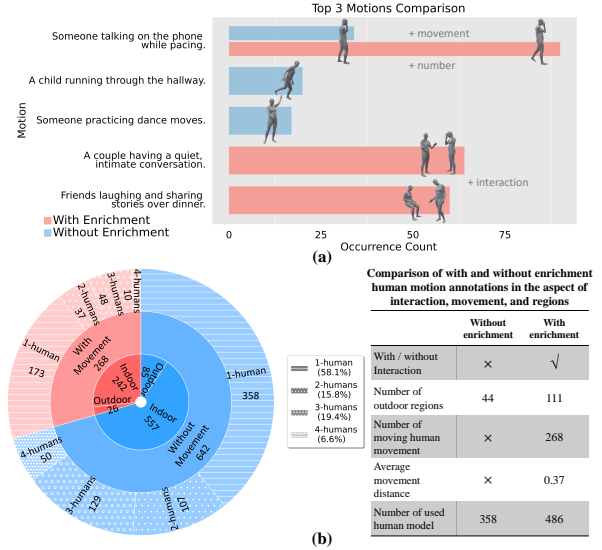 Top 3 Motions Comparison
Someone talking on the phone
while pacing.
+ movement
+ number
A child running through the hallway.
Someone practicing dance moves.
A couple having a quiet,
intimate conversation.
+ interaction
Friends laughing and sharing
stories over dinner.
Motion
With Enrichment
Without Enrichment
0
25
50
75
Occurrence Count
(a)
4-humans
10
3-humans
48
2-humans
37
1-human
173
With
Movement
268
Indoor
242
Outdoor
26
Outdoor
85
Indoor
557
Without
Movement
642
1-human
358
4-humans
50
3-humans
129
2-humans
107
1-human
(58.1%)
2-humans
(15.8%)
3-humans
(19.4%)
4-humans
(6.6%)
(b)
Comparison of with and without enrichment
human motion annotations in the aspect of
interaction, movement, and regions
Without
enrichment
With
enrichment
With / without
Interaction
× √
Number of
outdoor regions
44 111
Number of
moving human
movement
× 268
Average
movement
distance
× 0.37
Number of used
human model
358 486